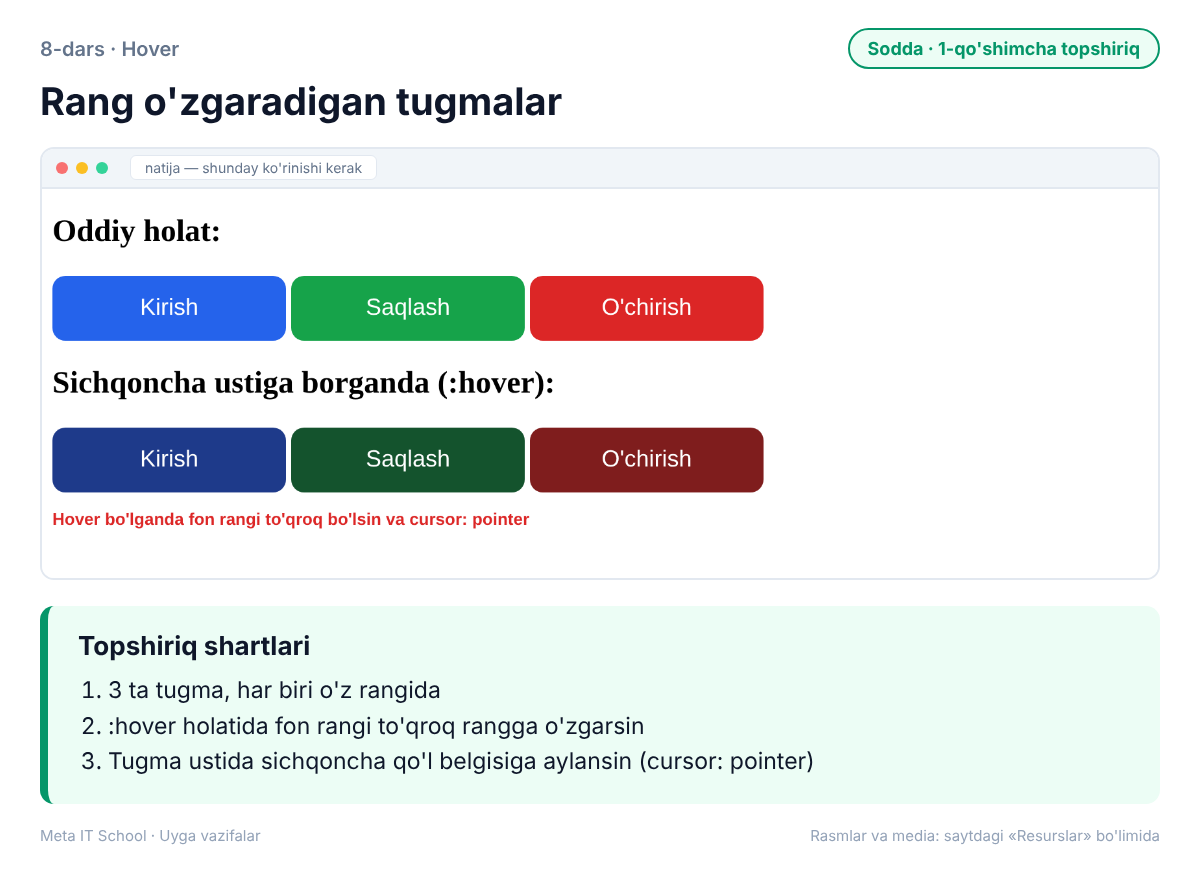 8-dars · Hover
Sodda · 1-qo'shimcha topshiriq
Rang o'zgaradigan tugmalar
natija — shunday ko'rinishi kerak
Oddiy holat:
Kirish Saqlash O'chirish
Sichqoncha ustiga borganda (:hover):
Kirish Saqlash O'chirish
Hover bo'lganda fon rangi to'qroq bo'lsin va cursor: pointer
Topshiriq shartlari
1. 3 ta tugma, har biri o'z rangida
2. :hover holatida fon rangi to'qroq rangga o'zgarsin
3. Tugma ustida sichqoncha qo'l belgisiga aylansin (cursor: pointer)
Meta IT School · Uyga vazifalar
Rasmlar va media: saytdagi «Resurslar» bo'limida